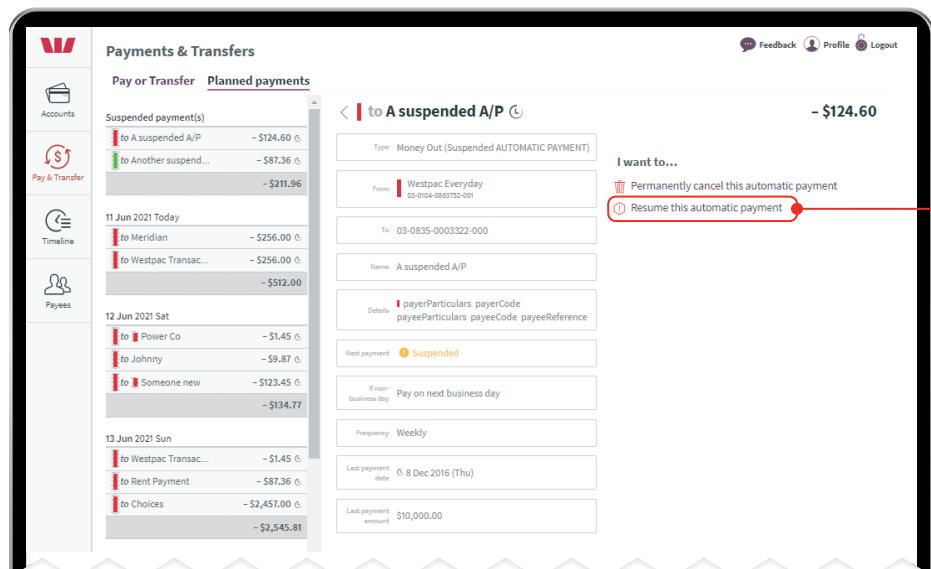 Payments & Transfers
Feedback
Profile
Logout
Pay or Transfer
Planned payments
Accounts
Pay & Transfer
Timeline
Payees
Suspended payment(s)
to A suspended A/P – $124.60
to Another suspend... – $87.36
– $211.96
11 Jun 2021 Today
to Meridian – $256.00
to Westpac Transac... – $256.00
– $512.00
12 Jun 2021 Sat
to Power Co – $1.45
to Johnny – $9.87
to Someone new – $123.45
– $134.77
13 Jun 2021 Sun
to Westpac Transac... – $1.45
to Rent Payment – $87.36
to Choices – $2,457.00
– $2,545.81
to A suspended A/P – $124.60
Type Money Out (Suspended AUTOMATIC PAYMENT)
From Westpac Everyday
03-0104-0863752-001
To 03-0835-0003322-000
Name A suspended A/P
Details payerParticulars payerCode
payeeParticulars payeeCode payeeReference
Next payment Suspended
If non-
business day Pay on next business day
Frequency Weekly
Last payment
date 8 Dec 2016 (Thu)
Last payment
amount $10,000.00
I want to...
Permanently cancel this automatic payment
Resume this automatic payment